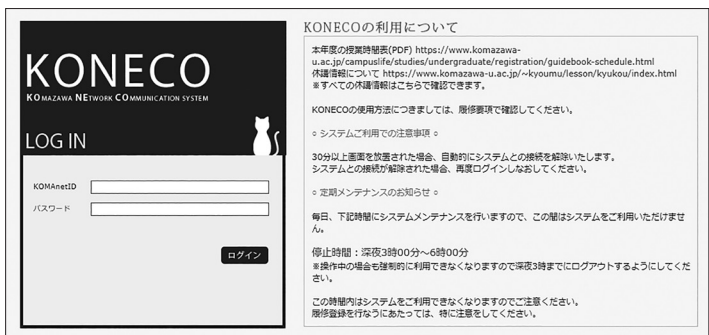 KONECO
KOMAZAWA NETWORK COMMUNICATION SYSTEM
LOG IN
KOMAnetID
パスワード
ログイン
KONECOの利用について
本年度の授業時間表(PDF) https://www.komazawa-
u.ac.jp/campuslife/studies/undergraduate/registration/guidebook-schedule.html
休講情報について https://www.komazawa-u.ac.jp/~kyoumu/lesson/kyukou/index.html
※すべての休講情報はこちらで確認できます。
KONECOの使用方法につきましては、履修要項で確認してください。
○ システムご利用での注意事項 ○
30分以上画面を放置された場合、自動的にシステムとの接続を解除いたします。
システムとの接続が解除された場合、再度ログインしなおしてください。
○ 定期メンテナンスのお知らせ ○
毎日、下記時間にシステムメンテナンスを行いますので、この間はシステムをご利用いただけませ
ん。
停止時間：深夜3時00分～6時00分
※操作中の場合も強制的に利用できなくなりますので深夜3時までにログアウトするようにしてくだ
さい。
この時間内はシステムをご利用できなくなりますのでご注意ください。
履修登録を行なうにあたっては、特に注意をしてください。